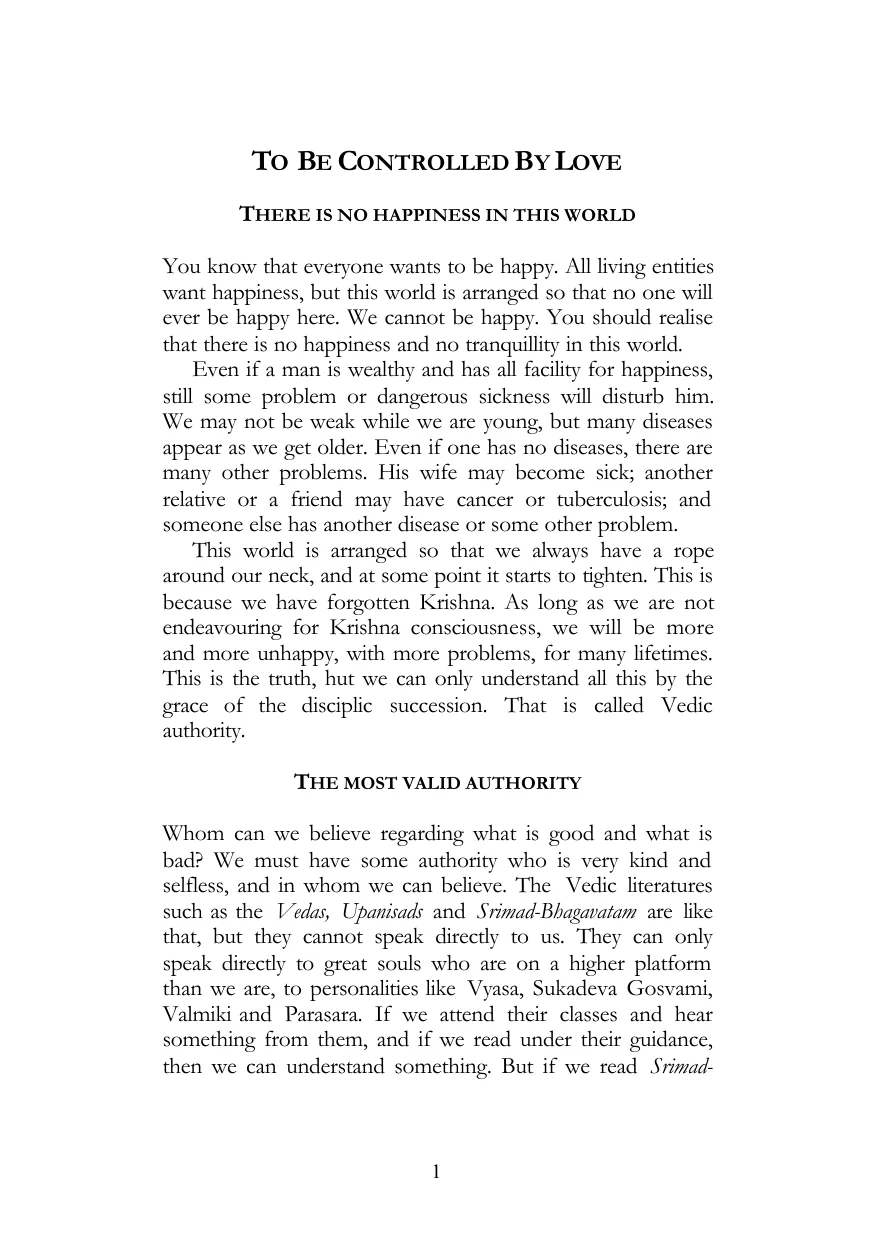 TO BE CONTROLLED BY LOVE
THERE IS NO HAPPINESS IN THIS WORLD
You know that everyone wants to be happy. All living entities
want happiness, but this world is arranged so that no one will
ever be happy here. We cannot be happy. You should realise
that there is no happiness and no tranquillity in this world.
Even if a man is wealthy and has all facility for happiness,
still some problem or dangerous sickness will disturb him.
We may not be weak while we are young, but many diseases
appear as we get older. Even if one has no diseases, there are
many other problems. His wife may become sick; another
relative or a friend may have cancer or tuberculosis; and
someone else has another disease or some other problem.
This world is arranged so that we always have a rope
around our neck, and at some point it starts to tighten. This is
because we have forgotten Krishna. As long as we are not
endeavouring for Krishna consciousness, we will be more
and more unhappy, with more problems, for many lifetimes.
This is the truth, hut we can only understand all this by the
grace of the disciplic succession. That is called Vedic
authority.
THE MOST VALID AUTHORITY
Whom can we believe regarding what is good and what is
bad? We must have some authority who is very kind and
selfless, and in whom we can believe. The Vedic literatures
such as the Vedas, Upanisads and Srimad-Bhagavatam are like
that, but they cannot speak directly to us. They can only
speak directly to great souls who are on a higher platform
than we are, to personalities like Vyasa, Sukadeva Gosvami,
Valmiki and Parasara. If we attend their classes and hear
something from them, and if we read under their guidance,
then we can understand something. But if we read Srimad-
1